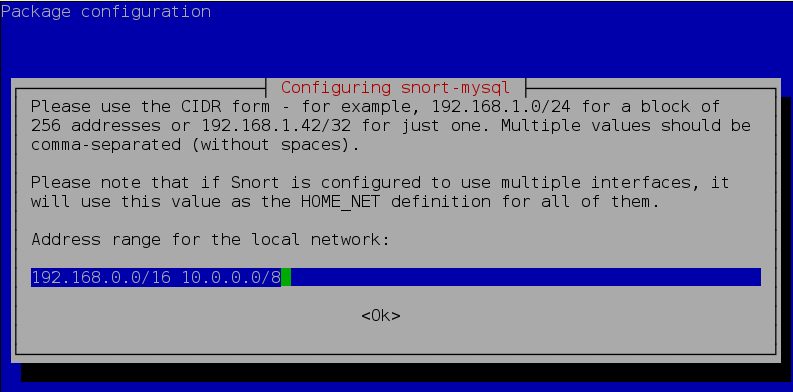 Package configuration
Configuring snort-mysql
Please use the CIDR form - for example, 192.168.1.0/24 for a block of
256 addresses or 192.168.1.42/32 for just one. Multiple values should be
comma-separated (without spaces).
Please note that if Snort is configured to use multiple interfaces, it
will use this value as the HOME_NET definition for all of them.
Address range for the local network:
192.168.0.0/16 10.0.0.0/8
<Ok>